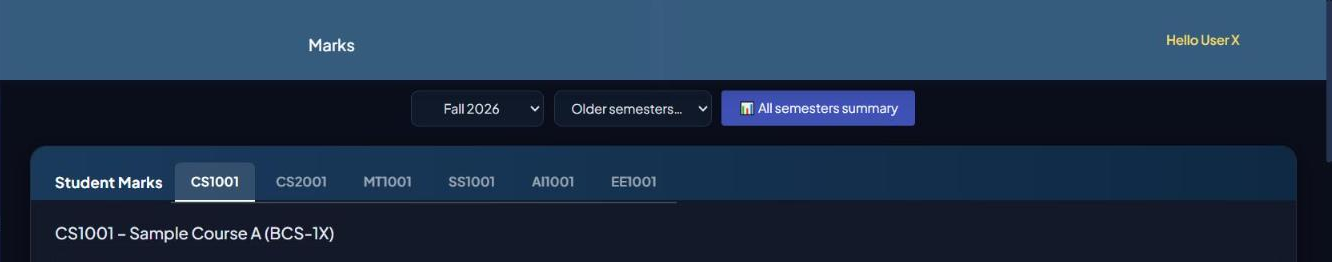 Marks
Hello User X
Fall 2026 Older semesters... All semesters summary
Student Marks CS1001 CS2001 MT1001 SS1001 AI1001 EE1001
CS1001 – Sample Course A (BCS-1X)